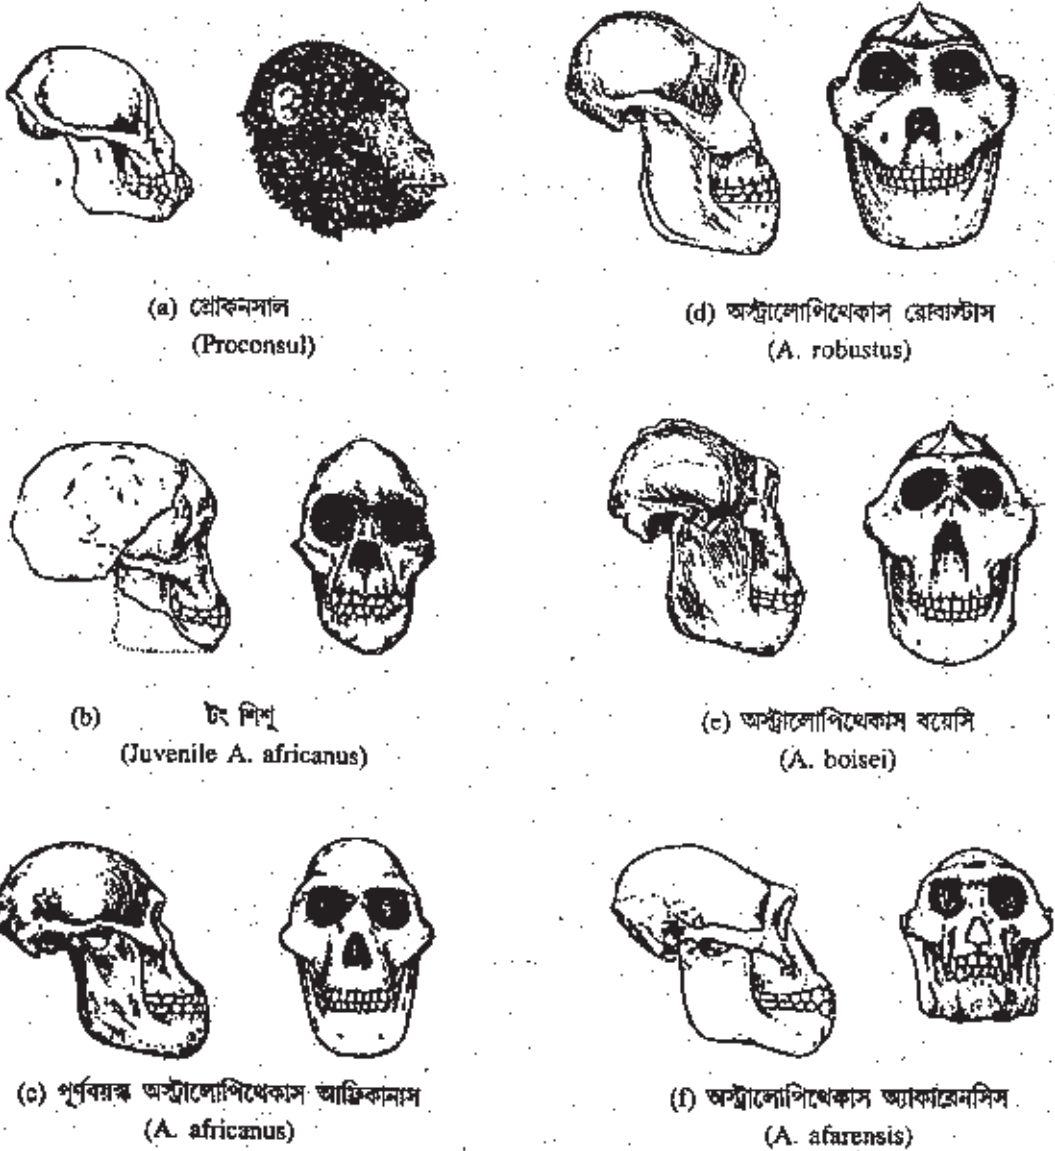 (a) প্রোকনসাল
(Proconsul)
(b) টং শিশু
(Juvenile A. africanus)
(c) পূর্ণবয়স্ক অস্ট্রালোপিথেকাস আফ্রিকানাস
(A. africanus)
(d) অস্ট্রালোপিথেকাস রোবাস্টাস
(A. robustus)
(e) অস্ট্রালোপিথেকাস বয়েসি
(A. boisei)
(f) অস্ট্রালোপিথেকাস অ্যাফারেনসিস
(A. afarensis)